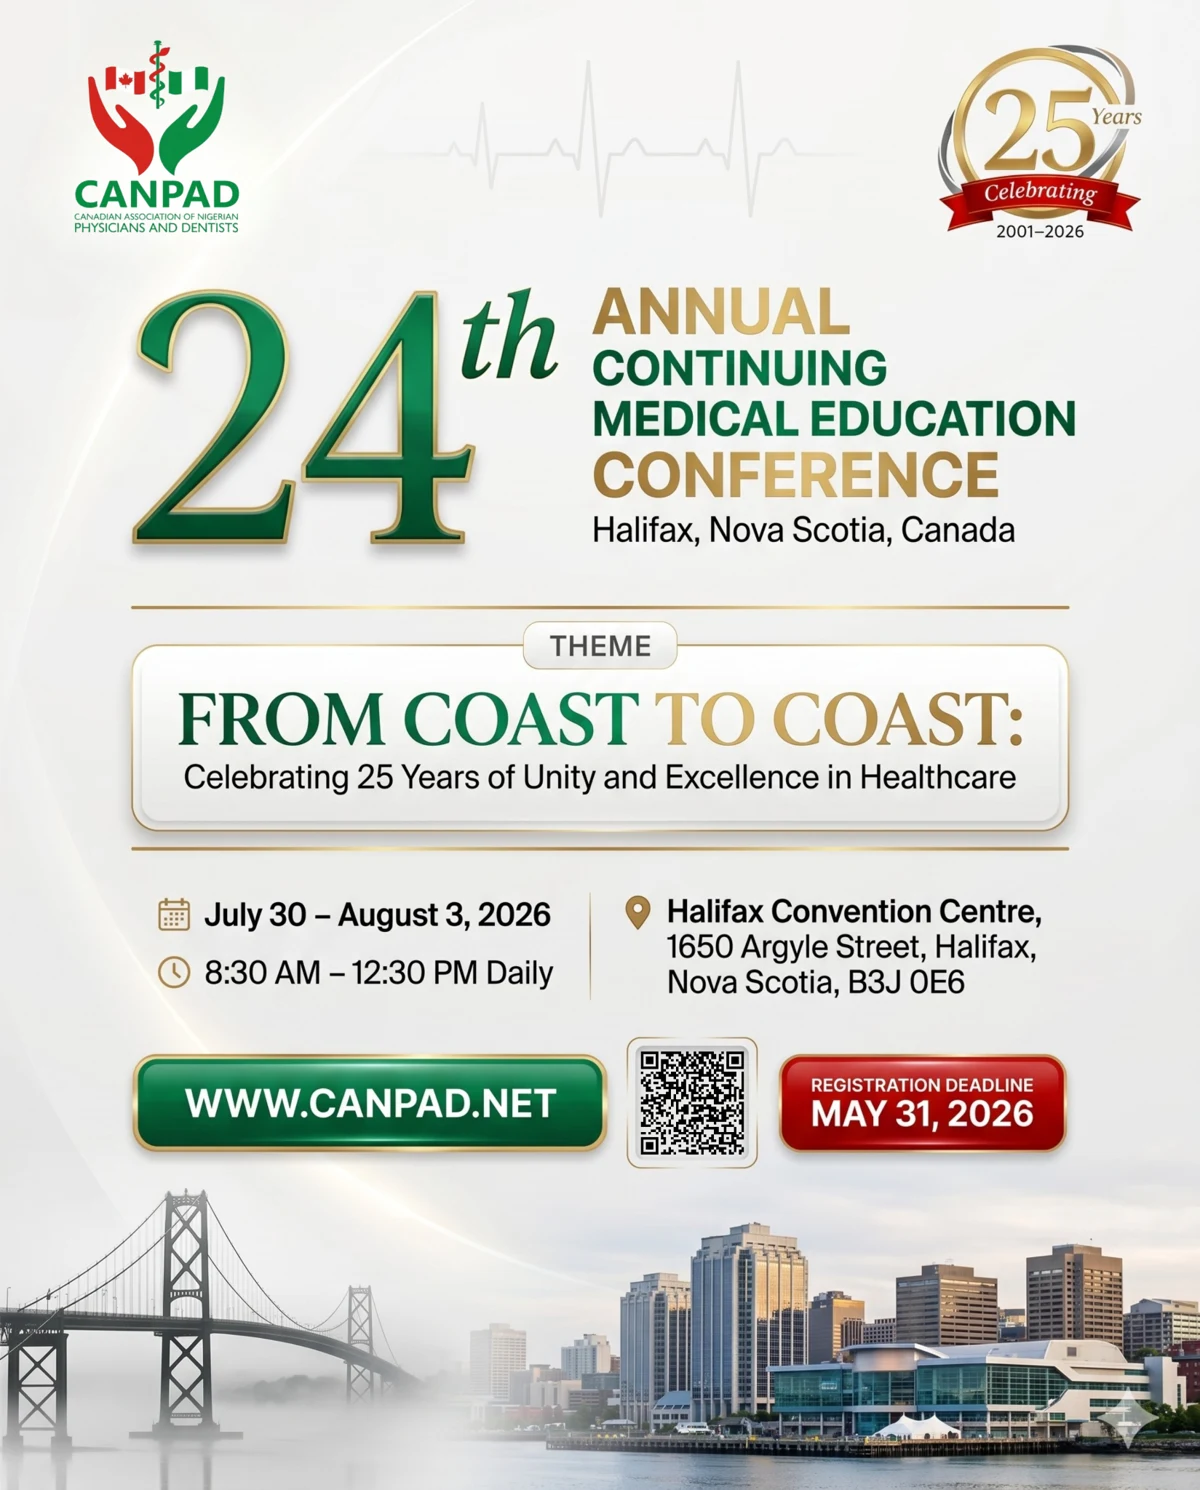 CANPAD
CANADIAN ASSOCIATION OF NIGERIAN
PHYSICIANS AND DENTISTS
25 Years
Celebrating
2001–2026
24th
ANNUAL
CONTINUING
MEDICAL EDUCATION
CONFERENCE
Halifax, Nova Scotia, Canada
THEME
FROM COAST TO COAST:
Celebrating 25 Years of Unity and Excellence in Healthcare
July 30 – August 3, 2026
8:30 AM – 12:30 PM Daily
Halifax Convention Centre,
1650 Argyle Street, Halifax,
Nova Scotia, B3J 0E6
WWW.CANPAD.NET
REGISTRATION DEADLINE
MAY 31, 2026